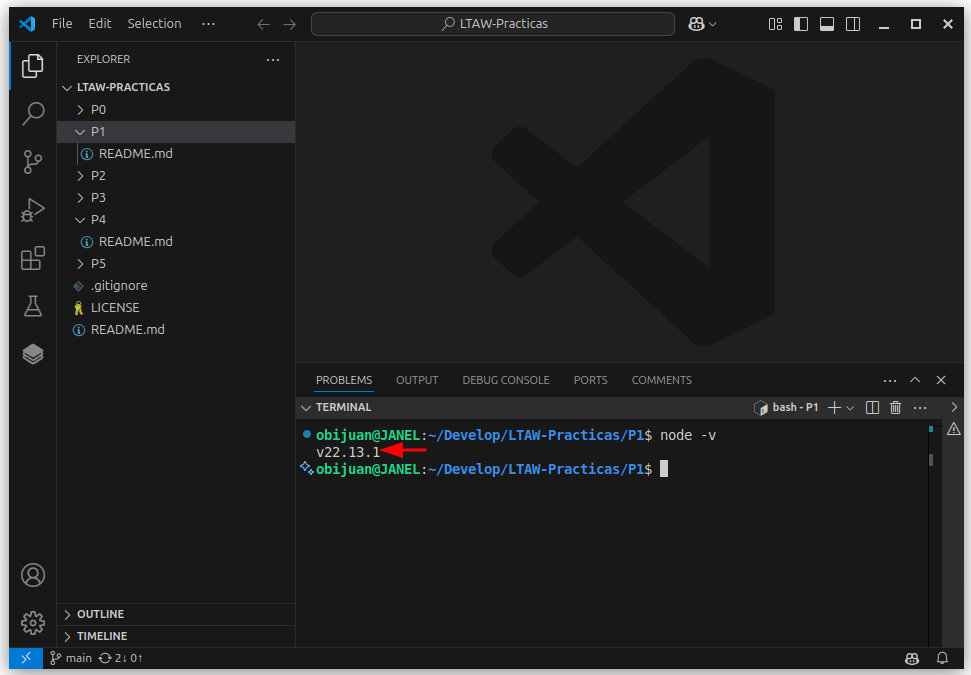 File Edit Selection ···
LTAW-Practicas
EXPLORER ···
LTAW-PRACTICAS
P0
P1
README.md
P2
P3
P4
README.md
P5
.gitignore
LICENSE
README.md
OUTLINE
TIMELINE
PROBLEMS OUTPUT DEBUG CONSOLE PORTS COMMENTS ···
TERMINAL
bash - P1 ···
obijuan@JANEL:~/Develop/LTAW-Practicas/P1$ node -v
v22.13.1
obijuan@JANEL:~/Develop/LTAW-Practicas/P1$
main 2↓ 0↑